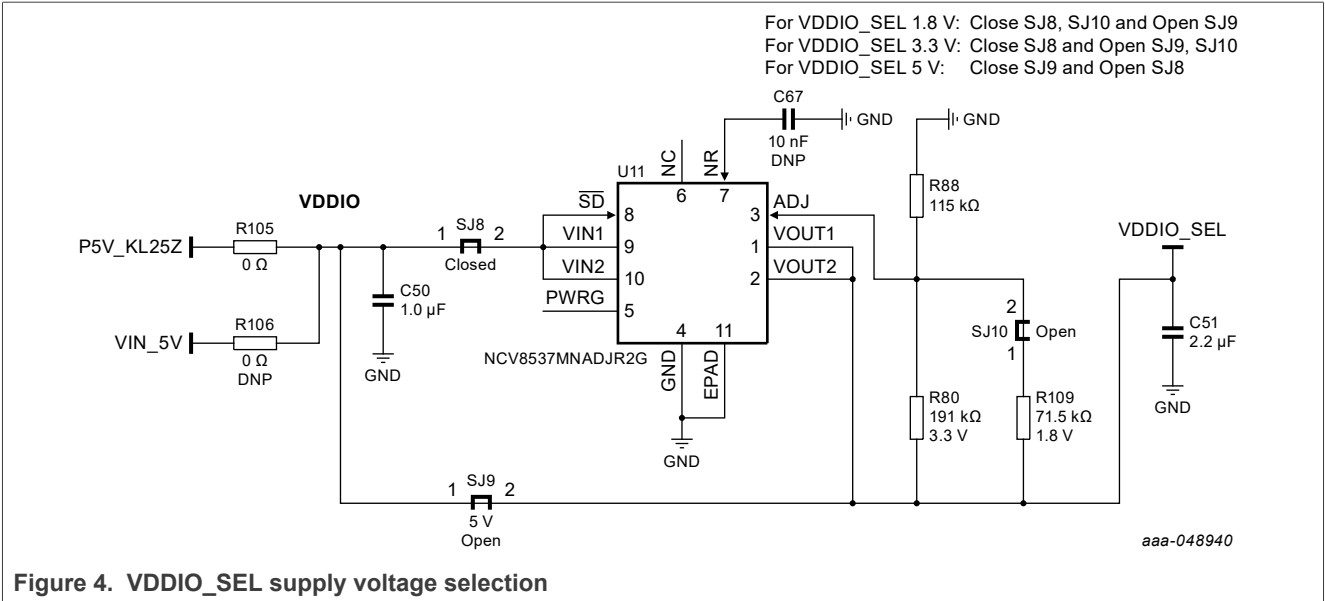 For VDDIO_SEL 1.8 V: Close SJ8, SJ10 and Open SJ9
For VDDIO_SEL 3.3 V: Close SJ8 and Open SJ9, SJ10
For VDDIO_SEL 5 V: Close SJ9 and Open SJ8
C67
10 nF
DNP
GND
GND
NC
NR
U11
6
7
R88
115 kΩ
VDDIO
SD
8
3
ADJ
VDDIO_SEL
P5V_KL25Z
R105
0 Ω
1
SJ8
2
Closed
VIN1
9
1
VOUT1
VIN2
10
2
VOUT2
C50
1.0 µF
GND
PWRG
5
2
SJ10
Open
1
C51
2.2 µF
GND
VIN_5V
R106
0 Ω
DNP
4
11
NCV8537MNADJR2G
GND
EPAD
GND
R80
191 kΩ
3.3 V
R109
71.5 kΩ
1.8 V
1
SJ9
2
5 V
Open
aaa-048940
Figure 4. VDDIO_SEL supply voltage selection